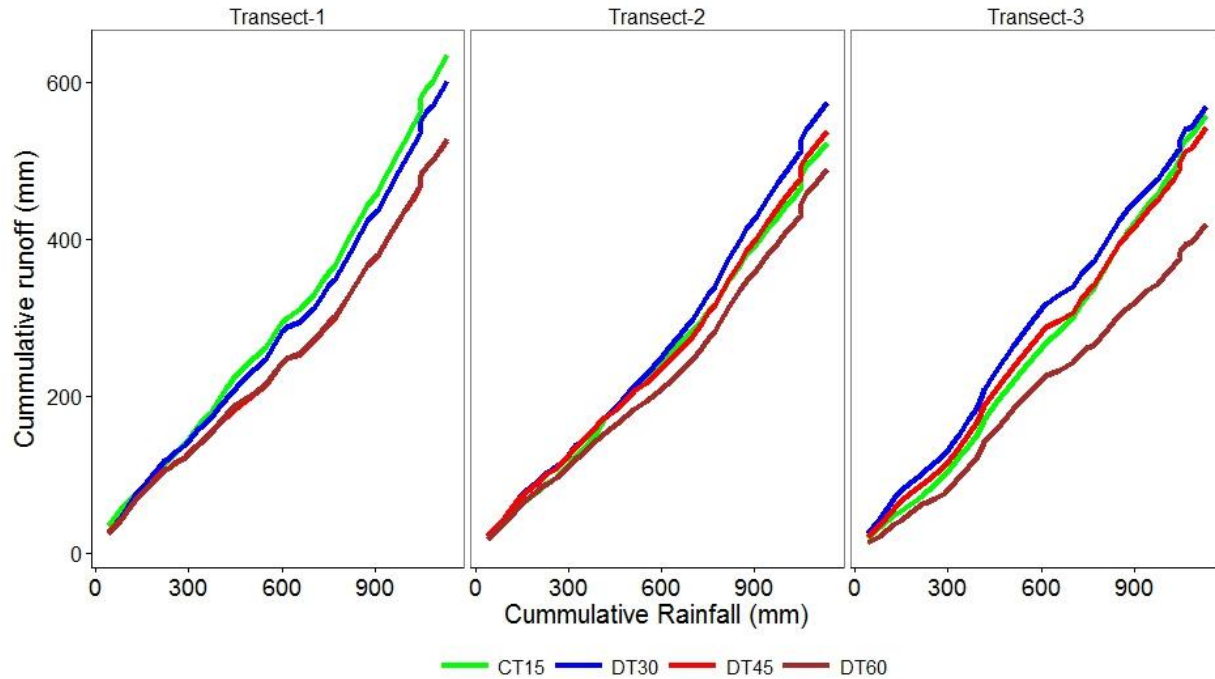 Transect-1 Transect-2 Transect-3
600
400
200
0
Cummulative runoff (mm)
0 300 600 900 0 300 600 900 0 300 600 900
Cummulative Rainfall (mm)
CT15 DT30 DT45 DT60